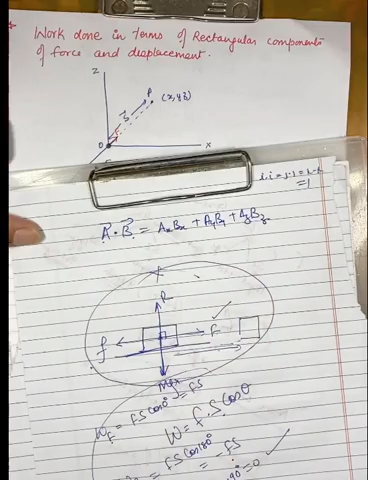 Work done in terms of Rectangular components
of force and displacement.
Z
P
(x, y, z)
S
O
X
i.i = j.j = k.k
=1
A . B = AxBx + AyBy + AzBz
R
f
F
Mg
W_F = FS cos0° = FS
W = F.S cosθ
= FS cos180° = -FS
90° = 0